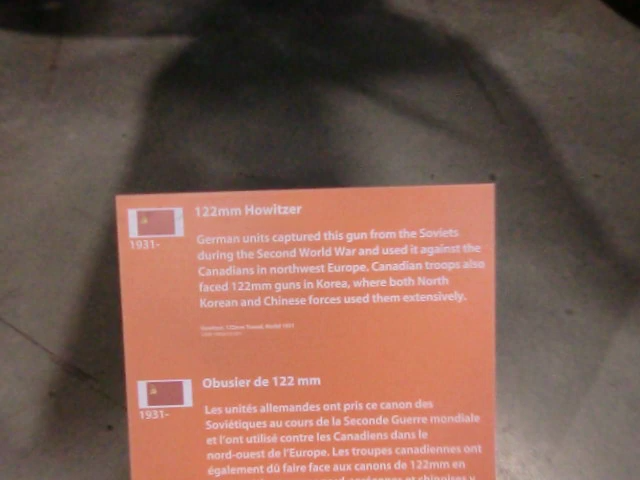 122mm Howitzer
1931-
German units captured this gun from the Soviets
during the Second World War and used it against the
Canadians in northwest Europe. Canadian troops also
faced 122mm guns in Korea, where both North
Korean and Chinese forces used them extensively.
Obusier de 122 mm
1931-
Les unités allemandes ont pris ce canon des
Soviétiques au cours de la Seconde Guerre mondiale
et l'ont utilisé contre les Canadiens dans le
nord-ouest de l'Europe. Les troupes canadiennes ont
également dû faire face aux canons de 122mm en